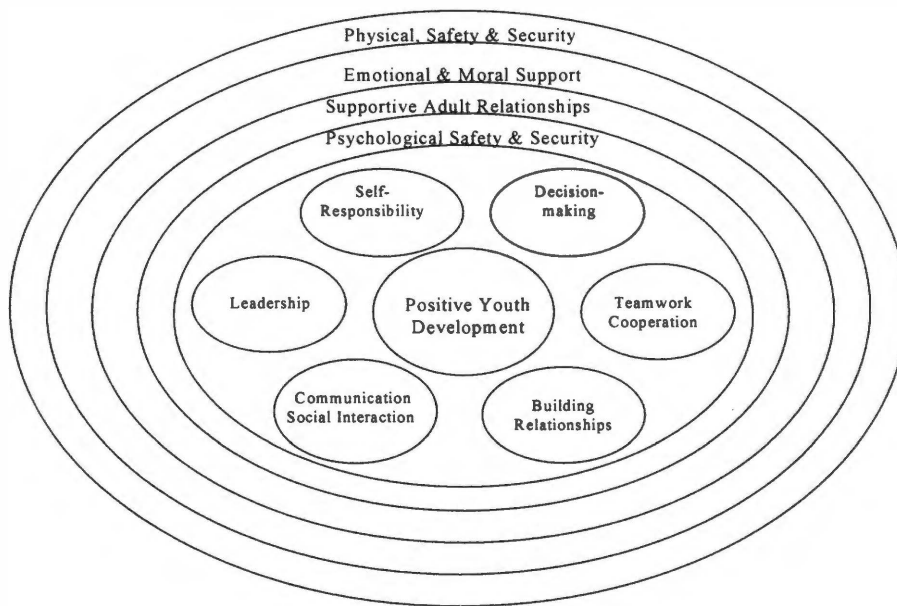 Physical, Safety & Security
Emotional & Moral Support
Supportive Adult Relationships
Psychological Safety & Security
Self-
Responsibility
Decision-
making
Leadership
Positive Youth
Development
Teamwork
Cooperation
Communication
Social Interaction
Building
Relationships